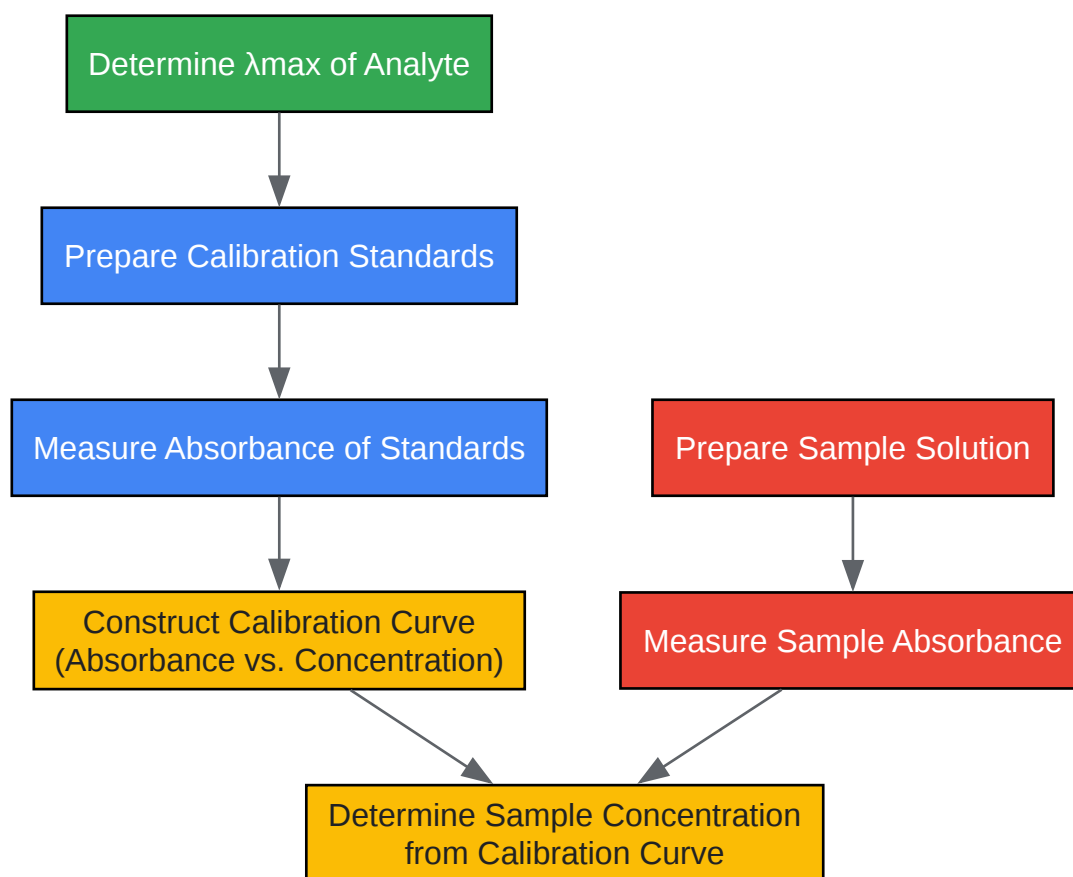 Determine λmax of Analyte
Prepare Calibration Standards
Measure Absorbance of Standards
Prepare Sample Solution
Construct Calibration Curve
(Absorbance vs. Concentration)
Measure Sample Absorbance
Determine Sample Concentration
from Calibration Curve